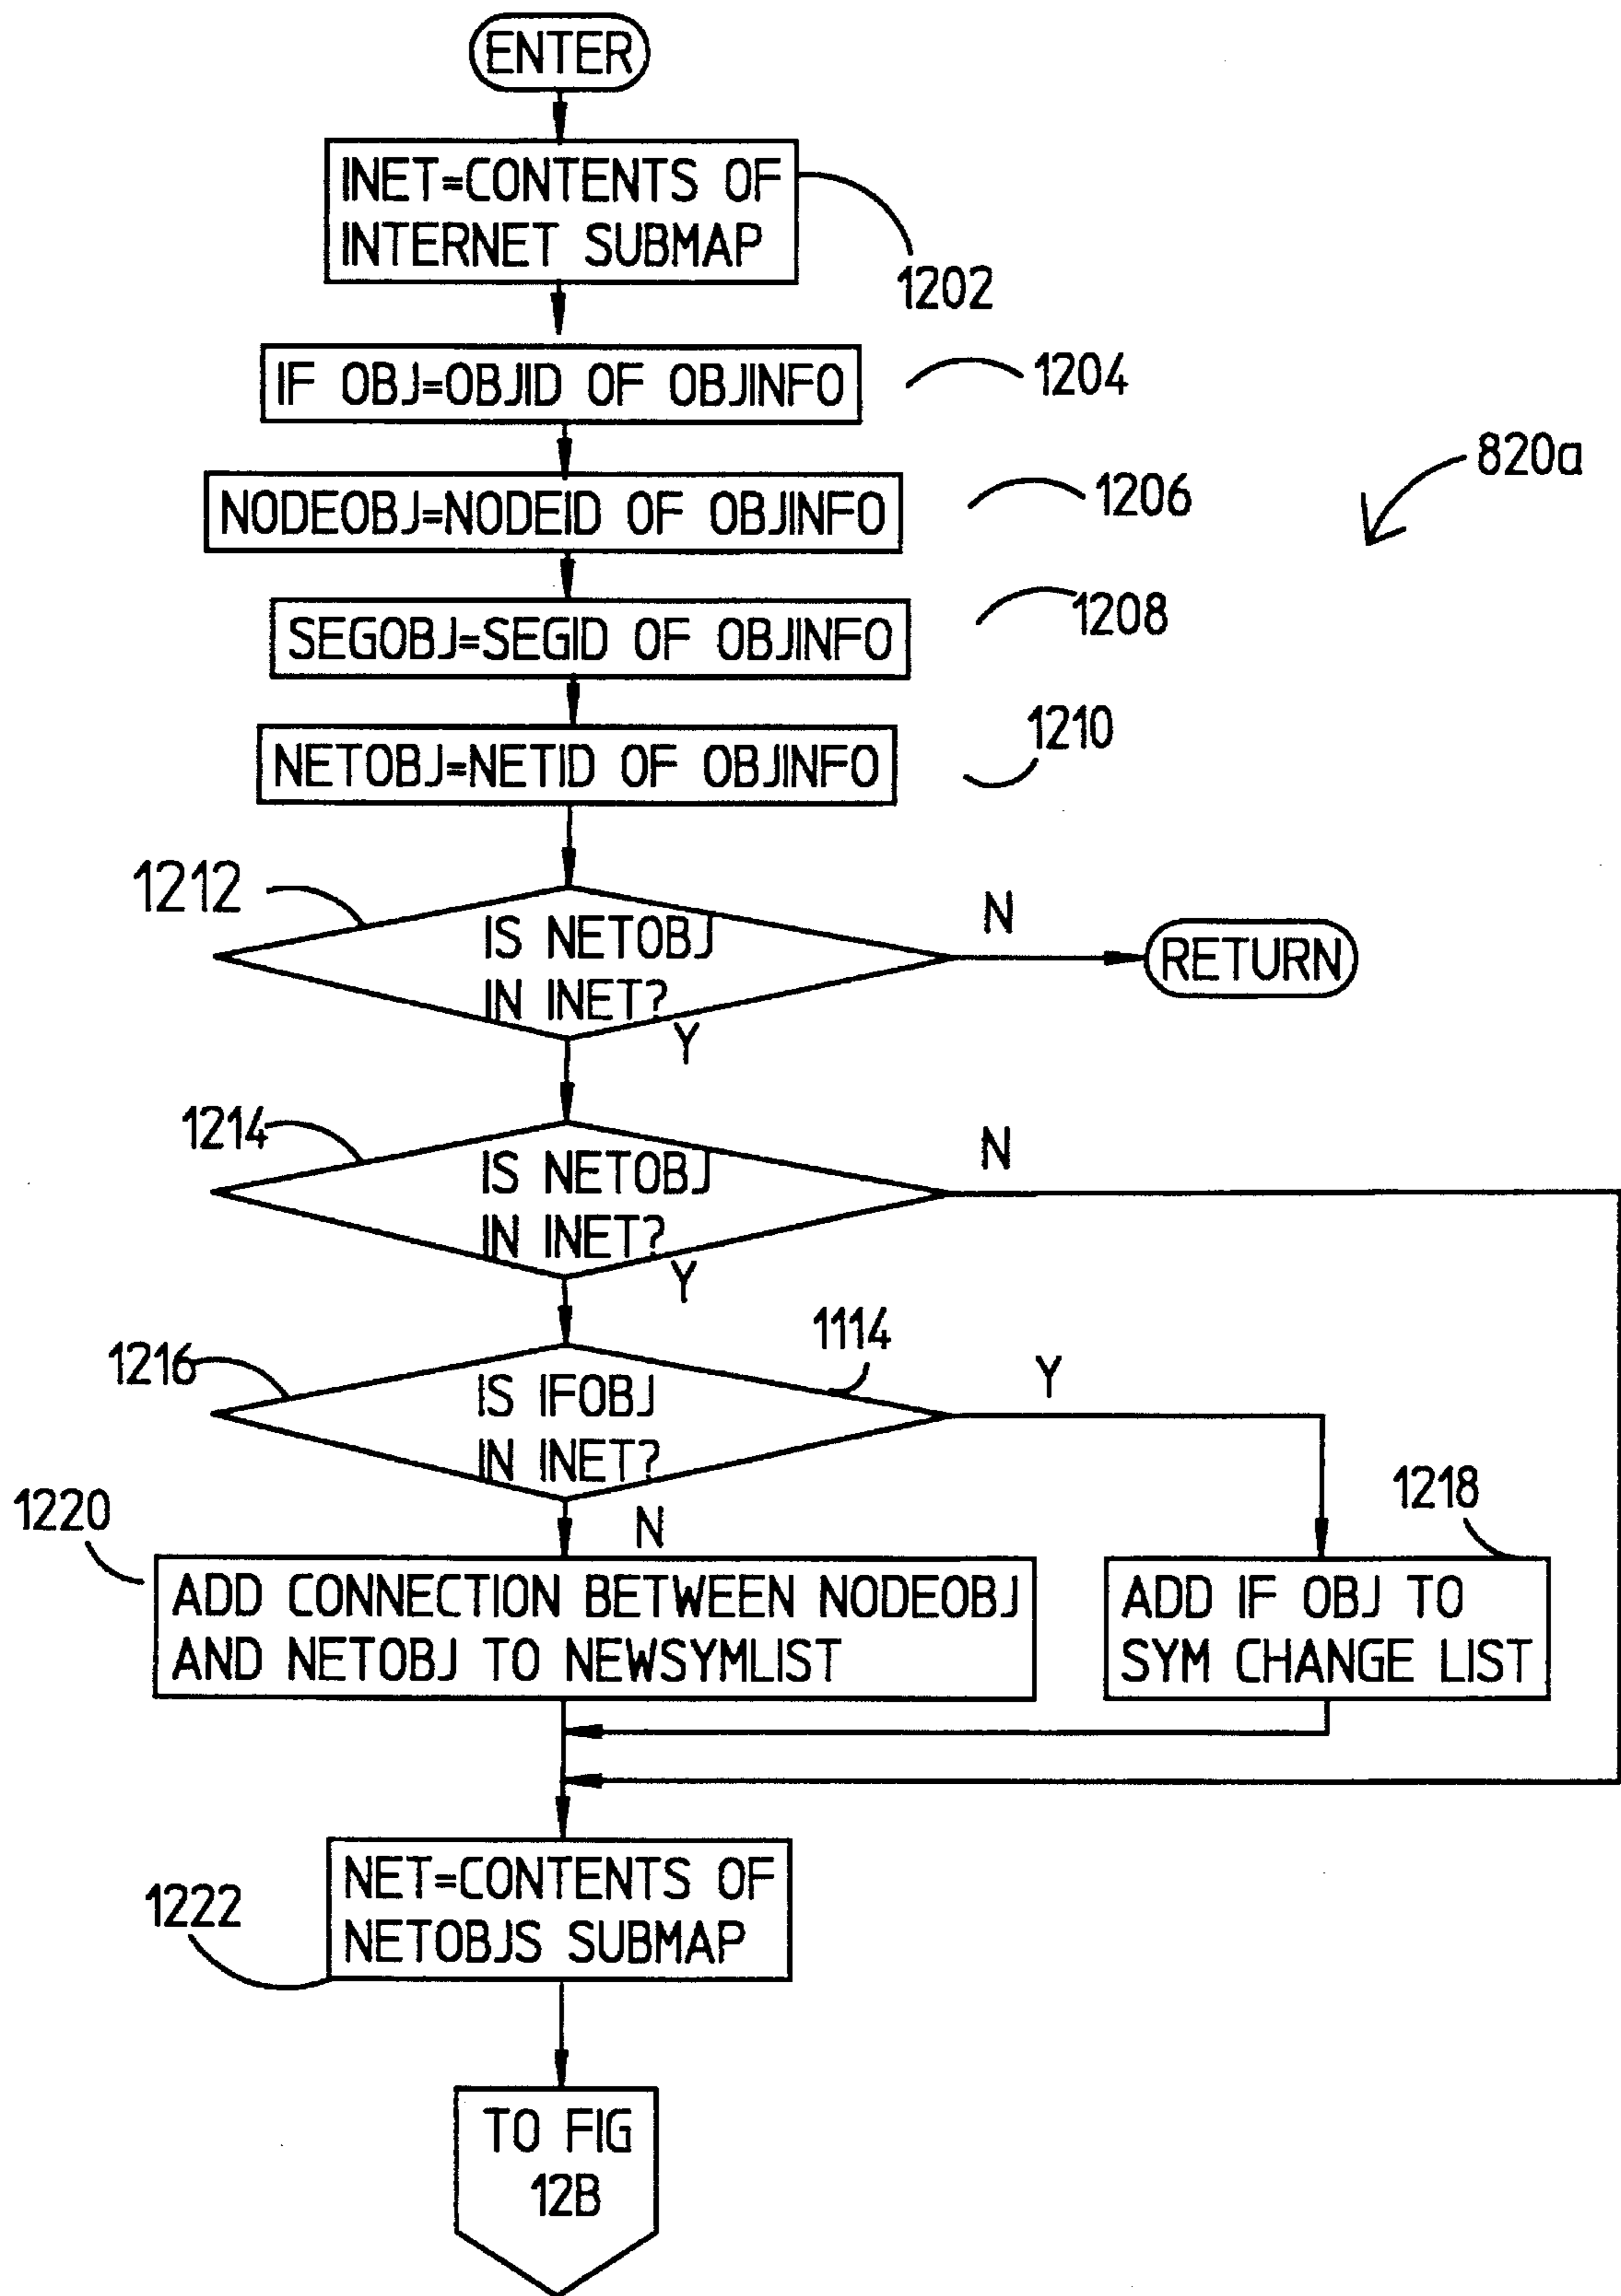 ENTER
INET=CONTENTS OF
INTERNET SUBMAP
1202
IF OBJ=OBJID OF OBJINFO
1204
820a
NODEOBJ=NODEID OF OBJINFO
1206
SEGOBJ=SEGID OF OBJINFO
1208
NETOBJ=NETID OF OBJINFO
1210
1212
IS NETOBJ
IN INET?
N
RETURN
Y
1214
IS NETOBJ
IN INET?
N
Y
1216
IS IFOBJ
IN INET?
1114
Y
N
1220
ADD CONNECTION BETWEEN NODEOBJ
AND NETOBJ TO NEWSYMLIST
1218
ADD IF OBJ TO
SYM CHANGE LIST
NET=CONTENTS OF
NETOBJS SUBMAP
1222
TO FIG
12B